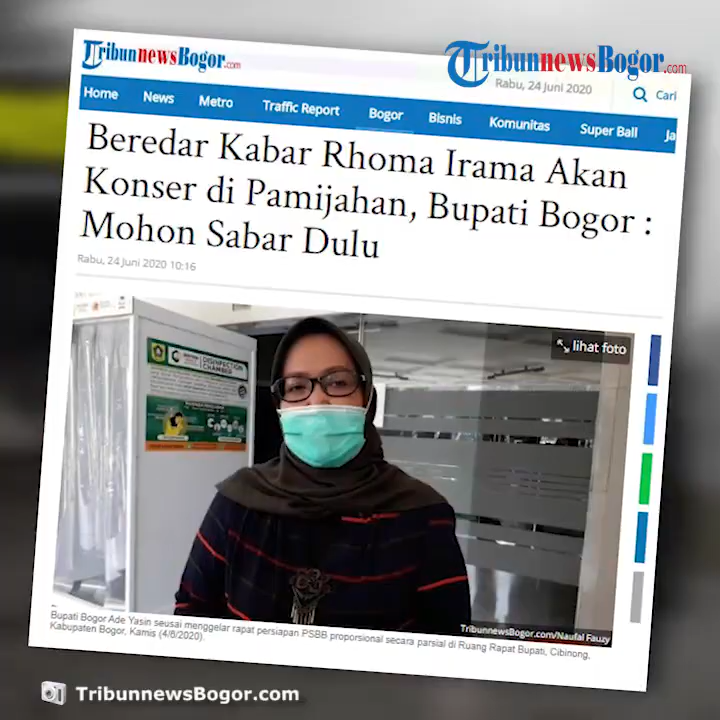 TribunnewsBogor.com
TribunnewsBogor.com
Rabu, 24 Juni 2020
Cari
Home News Metro Traffic Report Bogor Bisnis Komunitas Super Ball Ja
Beredar Kabar Rhoma Irama Akan
Konser di Pamijahan, Bupati Bogor :
Mohon Sabar Dulu
Rabu, 24 Juni 2020 10:16
lihat foto
DISINFECTION
CHAMBER
TribunnewsBogor.com/Naufal Fauzy
Bupati Bogor Ade Yasin seusai menggelar rapat persiapan PSBB proporsional secara parsial di Ruang Rapat Bupati, Cibinong,
Kabupaten Bogor, Kamis (4/8/2020).
TribunnewsBogor.com